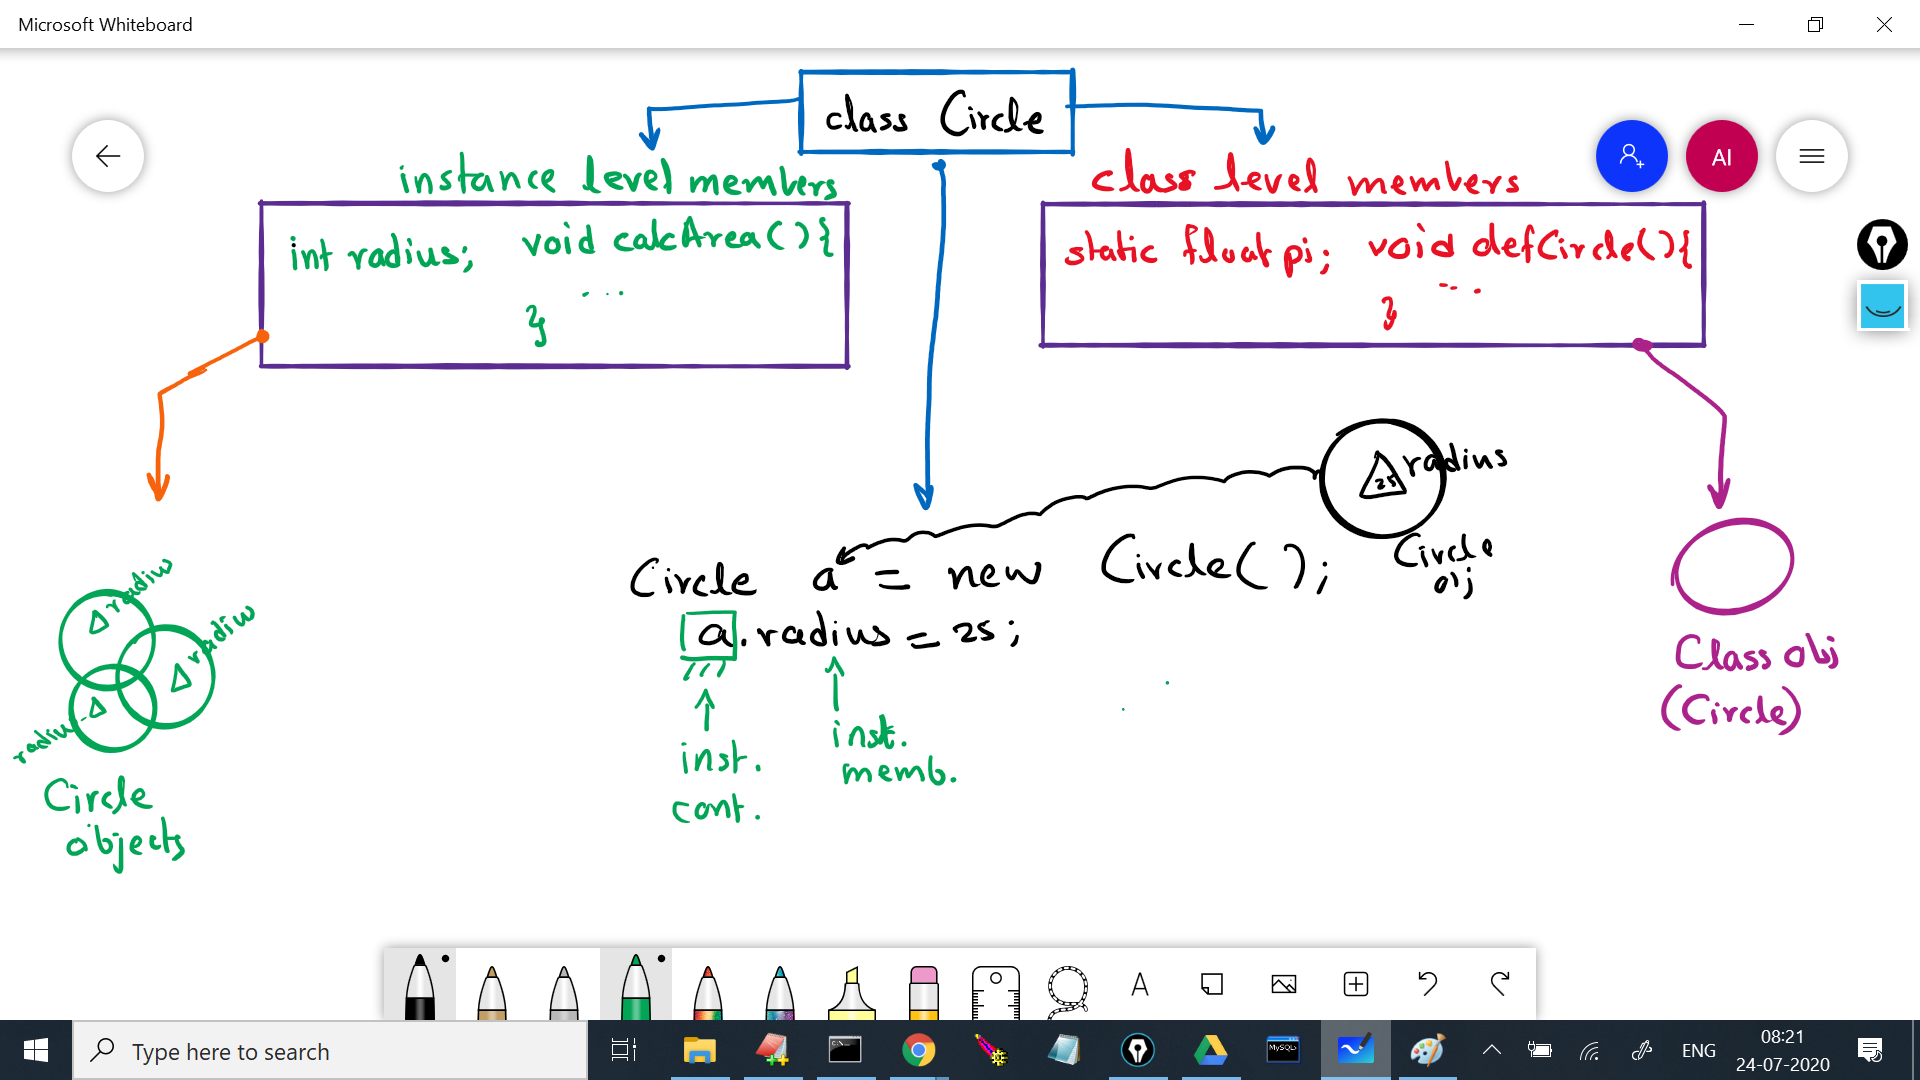 Microsoft Whiteboard
class Circle
AI
instance level members
class level members
int radius;
void calcArea(){
...
}
static float pi;
void defCircle(){
...
}
radius
25
Circle
obj
Circle a = new Circle();
a.radius = 25;
inst.
cont.
inst.
memb.
radius
radius
radius
Circle
objects
Class obj
(Circle)
A
Type here to search
C:\_
MySQL
ENG
08:21
24-07-2020